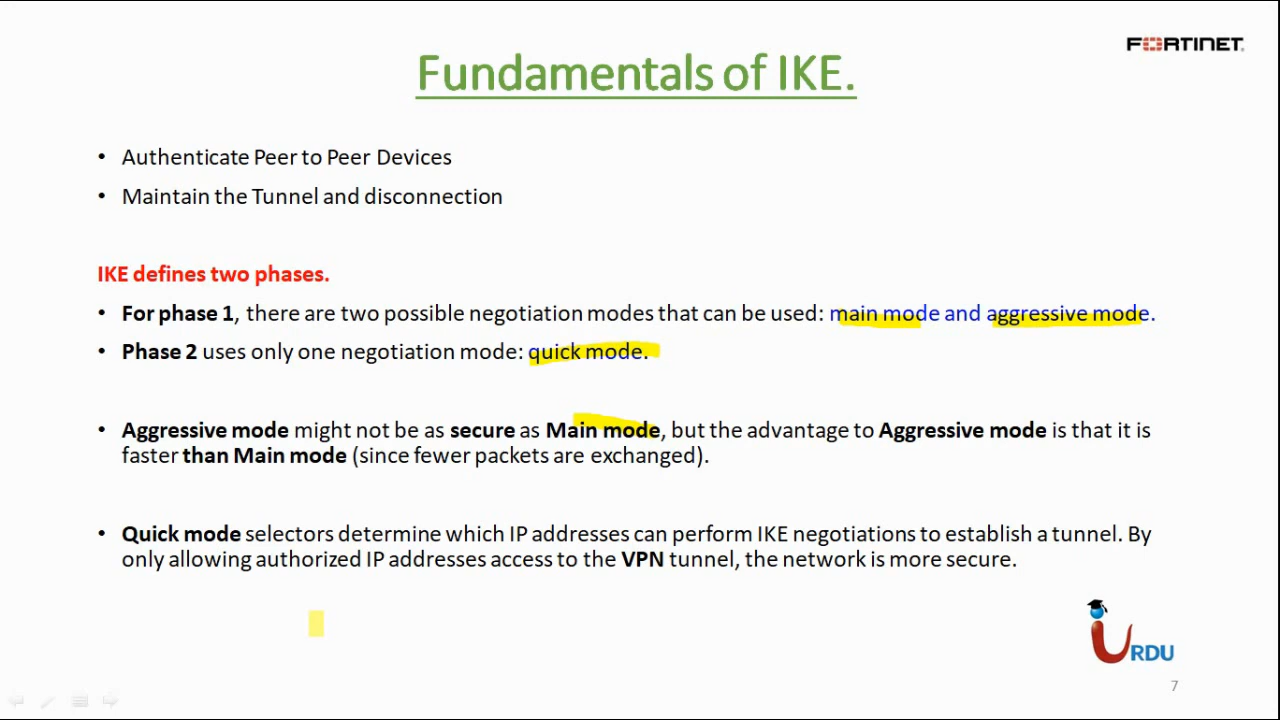 FORTINET
Fundamentals of IKE.
• Authenticate Peer to Peer Devices
• Maintain the Tunnel and disconnection
IKE defines two phases.
• For phase 1, there are two possible negotiation modes that can be used: main mode and aggressive mode.
• Phase 2 uses only one negotiation mode: quick mode.
• Aggressive mode might not be as secure as Main mode, but the advantage to Aggressive mode is that it is
faster than Main mode (since fewer packets are exchanged).
• Quick mode selectors determine which IP addresses can perform IKE negotiations to establish a tunnel. By
only allowing authorized IP addresses access to the VPN tunnel, the network is more secure.
iURDU
7